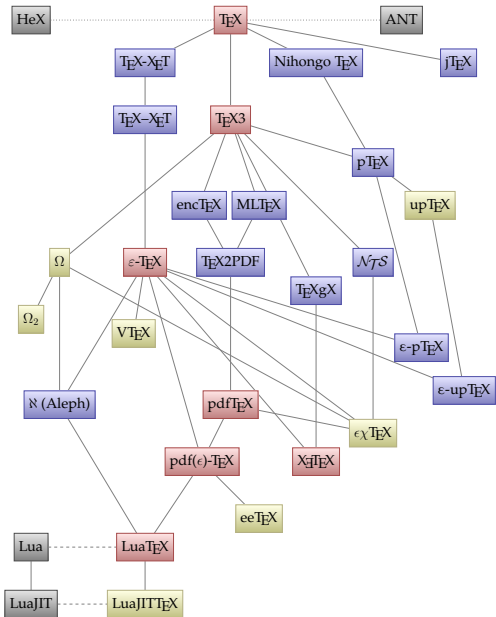 HeX TeX ANT
TeX-XeT Nihongo TeX jTeX
TeX--XeT TeX3
pTeX
encTeX MLTeX upTeX
Ω ε-TeX TeX2PDF NTS
TeXgX
Ω₂
VTeX
ε-pTeX
ε-upTeX
ℵ (Aleph) pdfTeX
ϵχTeX
pdf(ϵ)-TeX XƎTeX
eeTeX
Lua LuaTeX
LuaJIT LuaJITTeX